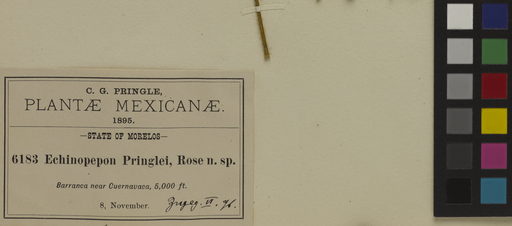 C. G. PRINGLE,
PLANTÆ MEXICANÆ.
1895.
—STATE OF MORELOS—
6183 Echinopepon Pringlei, Rose n. sp.
Barranca near Cuernavaca, 5,000 ft.
8, November.